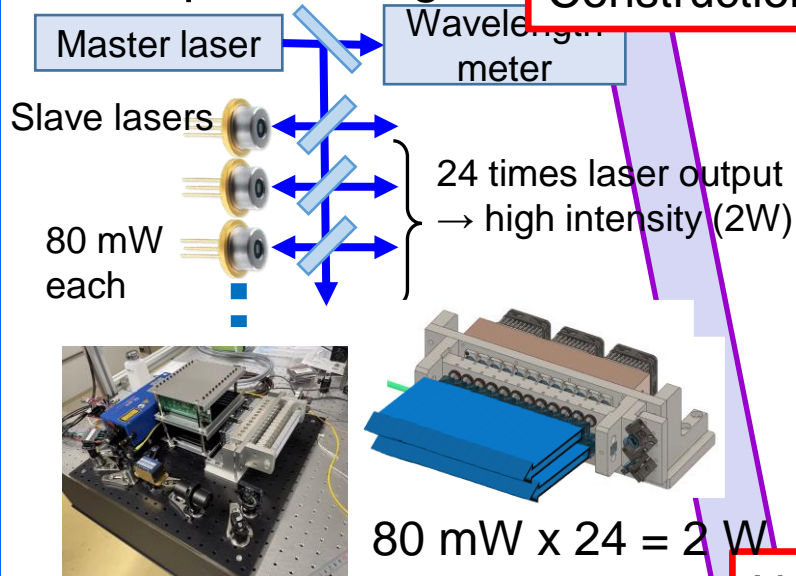 Construction
Master laser
Wavelength
meter
Slave lasers
24 times laser output
→ high intensity (2W)
80 mW
each
80 mW x 24 = 2 W